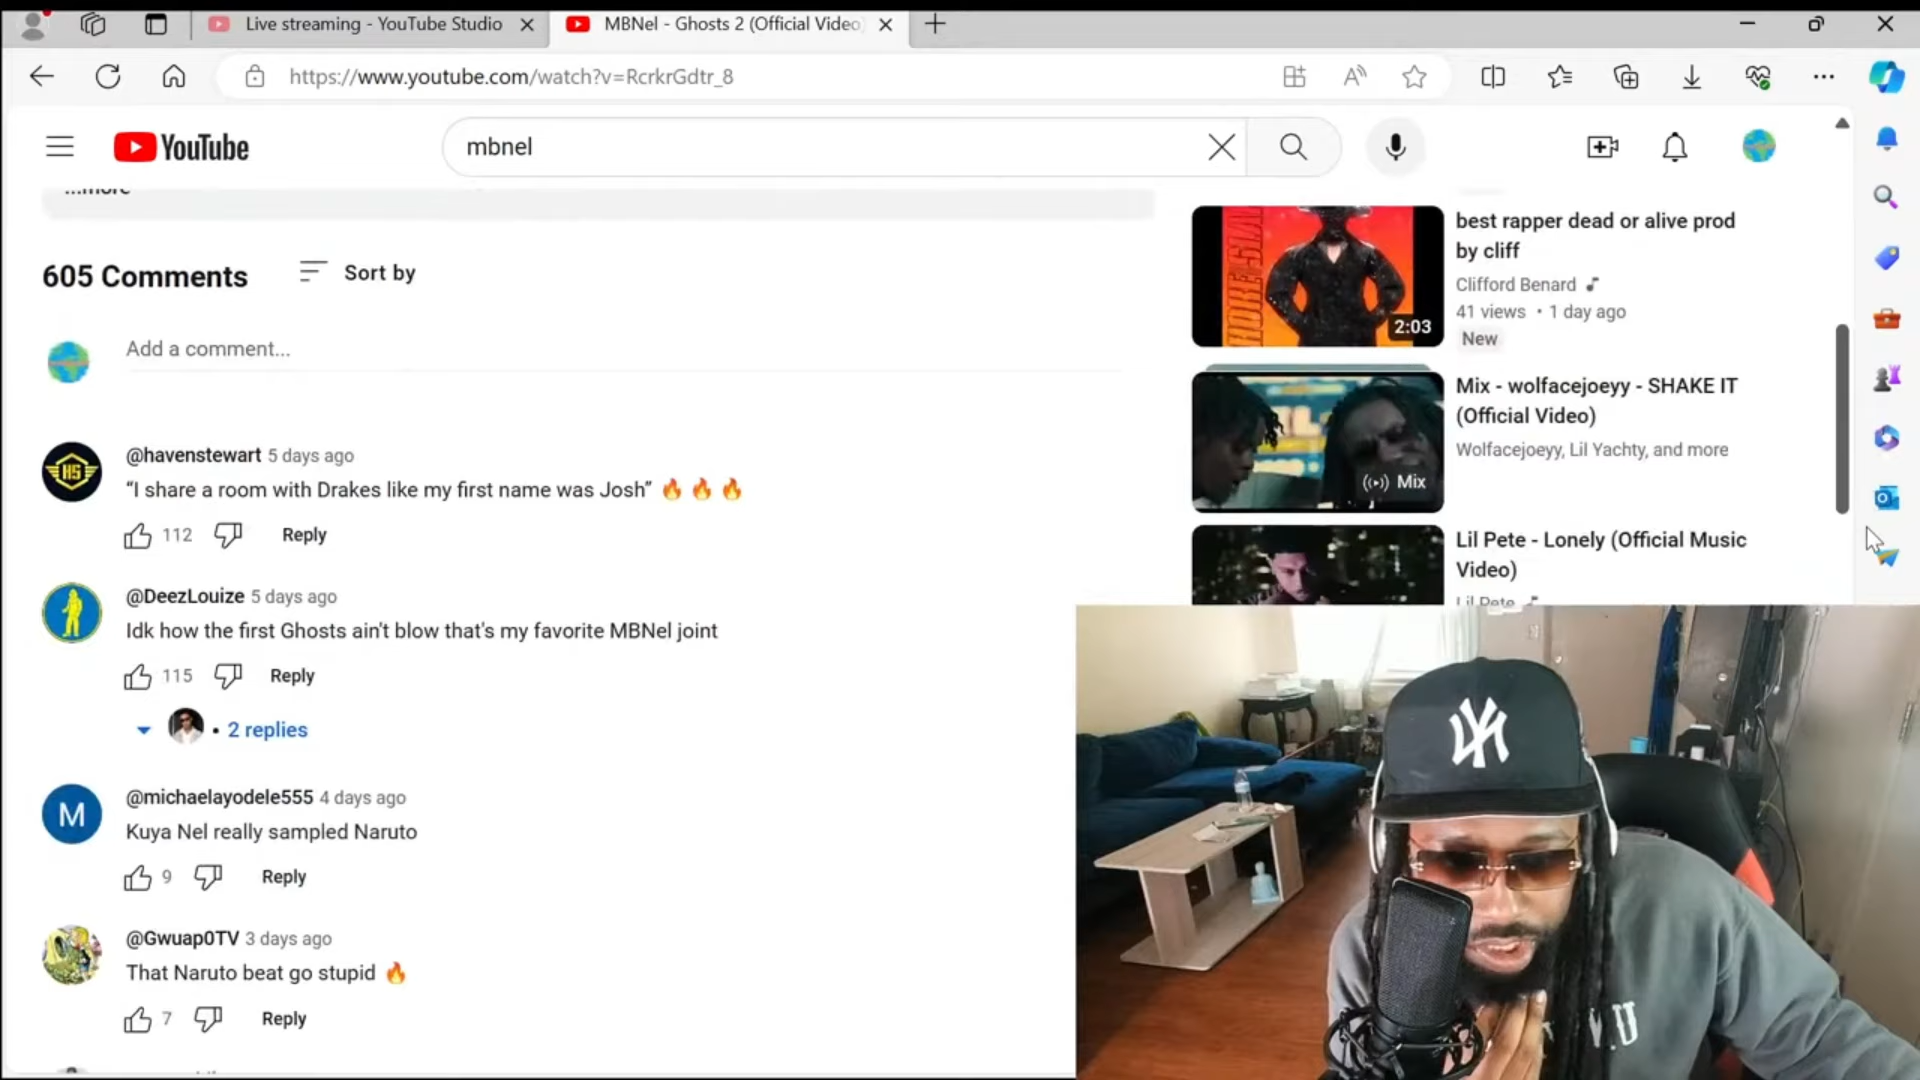 Live streaming - YouTube Studio
MBNel - Ghosts 2 (Official Video
https://www.youtube.com/watch?v=RcrkrGdtr_8
YouTube
mbnel
...more
605 Comments
Sort by
Add a comment...
@havenstewart 5 days ago
“I share a room with Drakes like my first name was Josh” 🔥 🔥 🔥
112
Reply
@DeezLouize 5 days ago
Idk how the first Ghosts ain't blow that's my favorite MBNel joint
115
Reply
• 2 replies
M
@michaelayodele555 4 days ago
Kuya Nel really sampled Naruto
9
Reply
@Gwuap0TV 3 days ago
That Naruto beat go stupid 🔥
7
Reply
HS
2:03
best rapper dead or alive prod
by cliff
Clifford Benard
41 views • 1 day ago
New
Mix
Mix - wolfacejoeyy - SHAKE IT
(Official Video)
Wolfacejoeyy, Lil Yachty, and more
Lil Pete - Lonely (Official Music
Video)
Lil Pete
NY